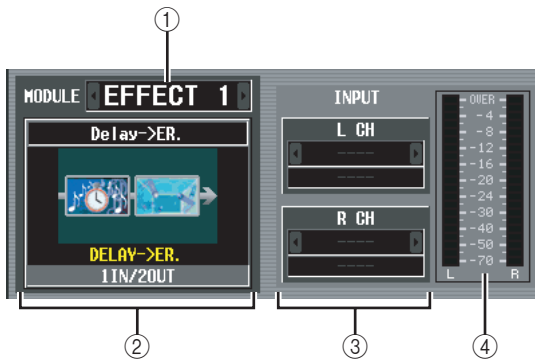 ①
MODULE EFFECT 1
Delay->ER.
DELAY->ER.
1IN/2OUT
INPUT
L CH
----
----
R CH
----
----
OVER
-4
-8
-12
-16
-20
-24
-30
-40
-50
-70
L R
② ③ ④